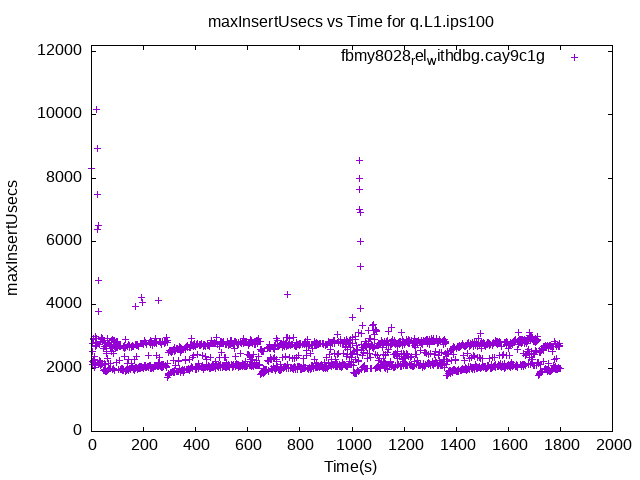 maxInsertUsecs vs Time for q.L1.ips100
fbmy8028relwithdbg.cay9c1g
12000
10000
8000
6000
4000
2000
0
maxInsertUsecs
0 200 400 600 800 1000 1200 1400 1600 1800 2000
Time(s)